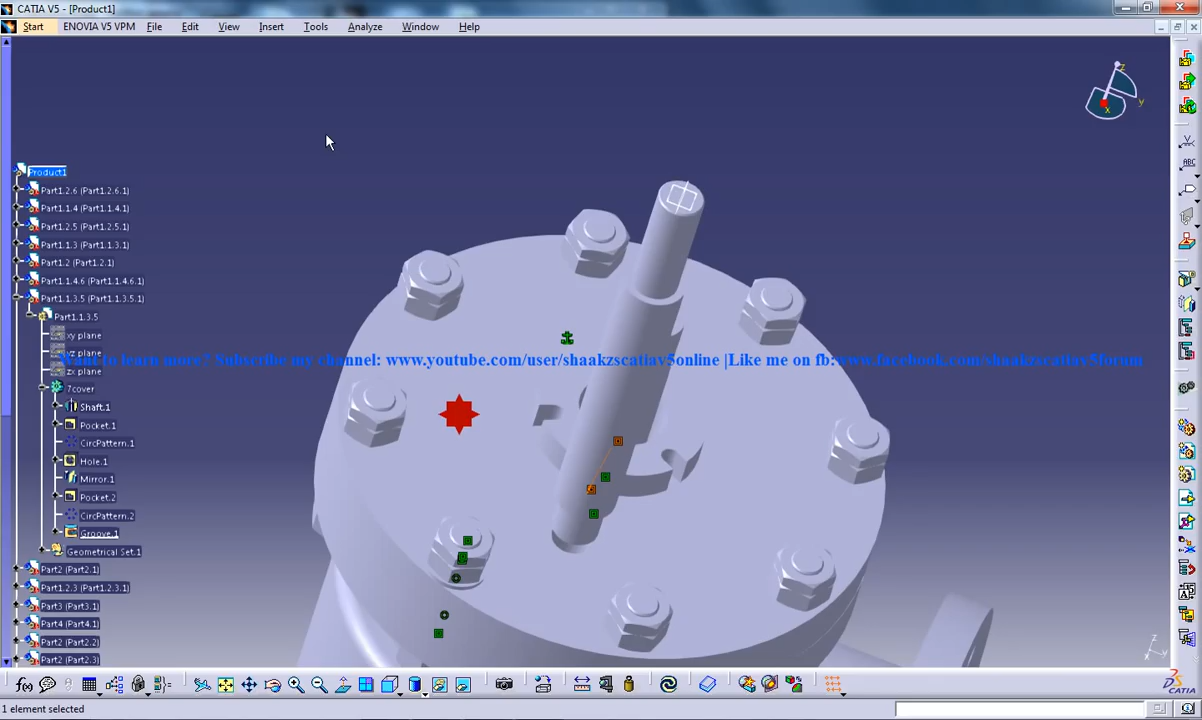 CATIA V5 - [Product1]
Start ENOVIA V5 VPM File Edit View Insert Tools Analyze Window Help
z
y
x
Product1
Part1.2.6 (Part1.2.6.1)
Part1.1.4 (Part1.1.4.1)
Part1.2.5 (Part1.2.5.1)
Part1.1.3 (Part1.1.3.1)
Part1.2 (Part1.2.1)
Part1.1.4.6 (Part1.1.4.6.1)
Part1.1.3.5 (Part1.1.3.5.1)
Part1.1.3.5
xy plane
yz plane
Want to learn more? Subscribe my channel: www.youtube.com/user/shaakzscatiav5online |Like me on fb:www.facebook.com/shaakzscatiav5forum
zx plane
7cover
Shaft.1
Pocket.1
CircPattern.1
Hole.1
Mirror.1
Pocket.2
CircPattern.2
Groove.1
Geometrical Set.1
Part2 (Part2.1)
Part1.2.3 (Part1.2.3.1)
Part3 (Part3.1)
Part4 (Part4.1)
Part2 (Part2.2)
Part2 (Part2.3)
ABC
f(x)
CATIA
1 element selected